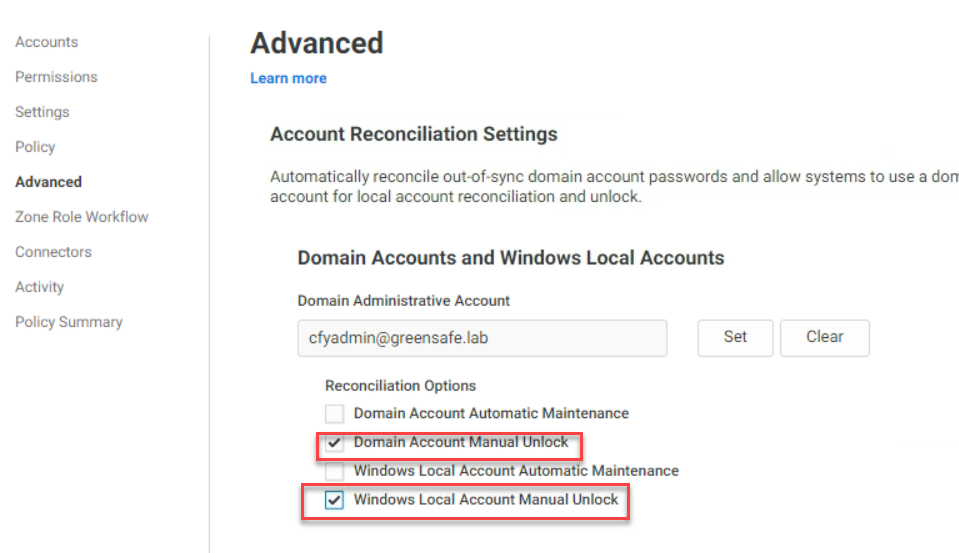 Accounts
Permissions
Settings
Policy
Advanced
Zone Role Workflow
Connectors
Activity
Policy Summary
Advanced
Learn more
Account Reconciliation Settings
Automatically reconcile out-of-sync domain account passwords and allow systems to use a dom
account for local account reconciliation and unlock.
Domain Accounts and Windows Local Accounts
Domain Administrative Account
cfyadmin@greensafe.lab
Set
Clear
Reconciliation Options
Domain Account Automatic Maintenance
Domain Account Manual Unlock
Windows Local Account Automatic Maintenance
Windows Local Account Manual Unlock